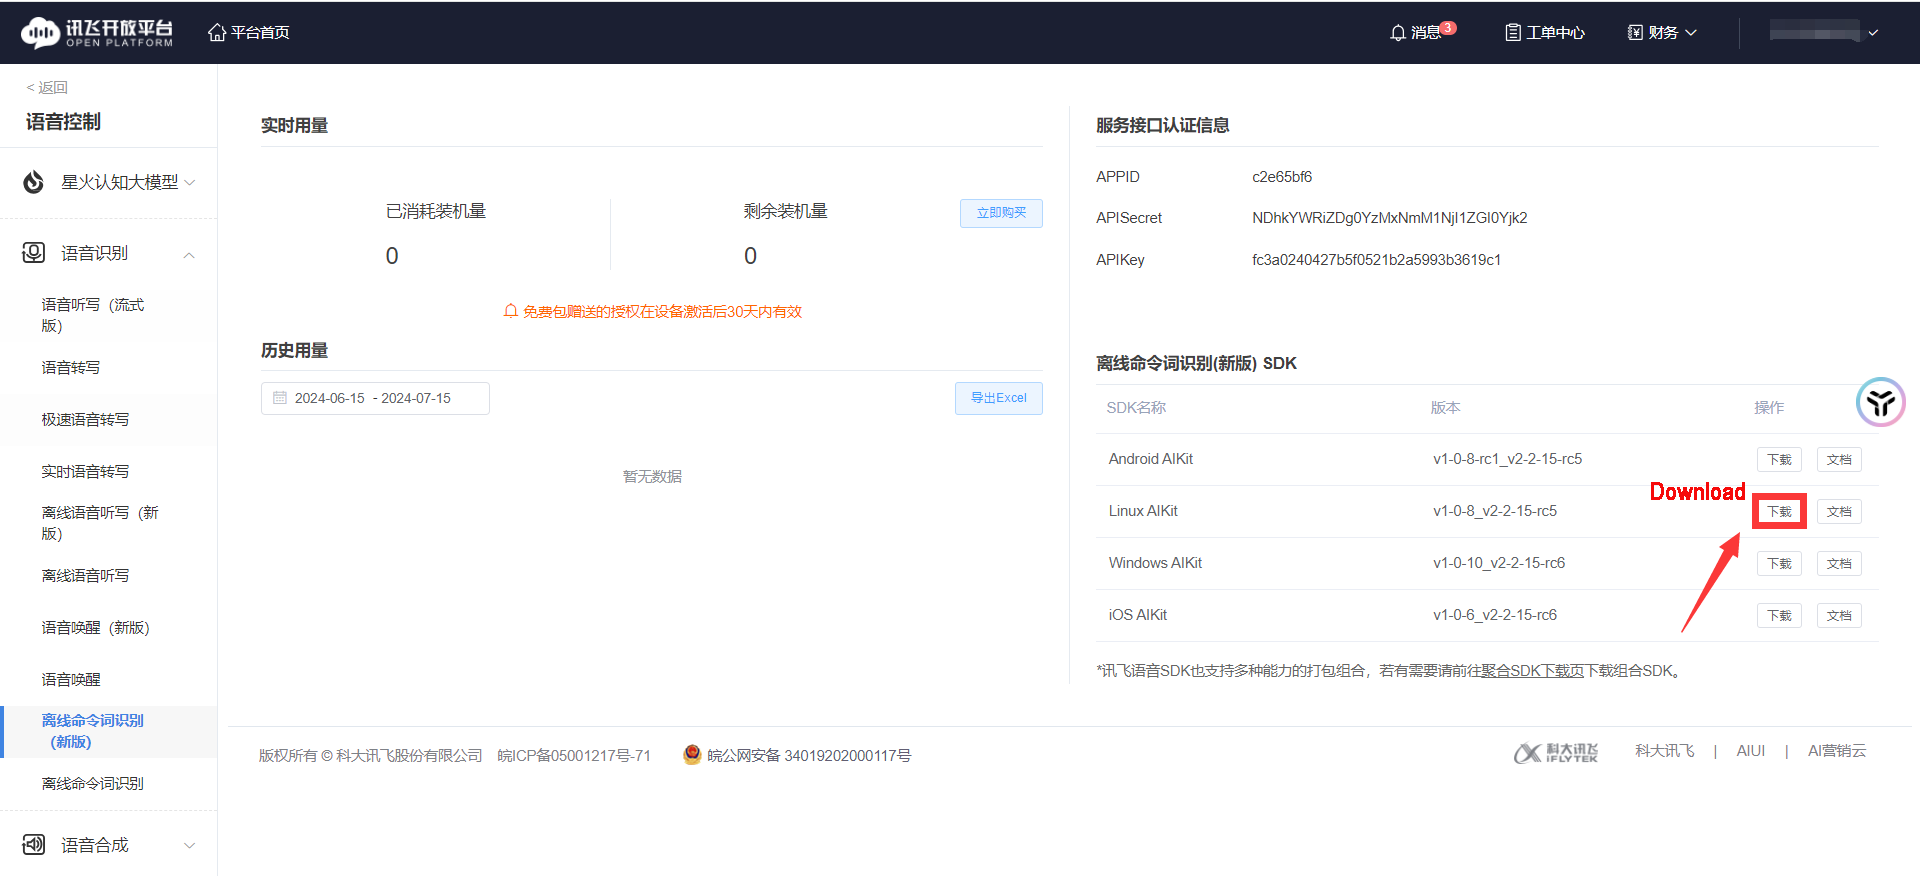 讯飞开放平台
OPEN PLATFORM
平台首页
消息
3
工单中心
财务
< 返回
语音控制
星火认知大模型
语音识别
语音听写（流式
版）
语音转写
极速语音转写
实时语音转写
离线语音听写（新
版）
离线语音听写
语音唤醒（新版）
语音唤醒
离线命令词识别
（新版）
离线命令词识别
语音合成
实时用量
已消耗装机量
0
剩余装机量
0
立即购买
免费包赠送的授权在设备激活后30天内有效
历史用量
2024-06-15 - 2024-07-15
导出Excel
暂无数据
服务接口认证信息
APPID c2e65bf6
APISecret NDhkYWRiZDg0YzMxNmM1NjI1ZGI0Yjk2
APIKey fc3a0240427b5f0521b2a5993b3619c1
离线命令词识别(新版) SDK
SDK名称 版本 操作
Android AIKit v1-0-8-rc1_v2-2-15-rc5 下载 文档
Download
Linux AIKit v1-0-8_v2-2-15-rc5 下载 文档
Windows AIKit v1-0-10_v2-2-15-rc6 下载 文档
iOS AIKit v1-0-6_v2-2-15-rc6 下载 文档
*讯飞语音SDK也支持多种能力的打包组合，若有需要请前往聚合SDK下载页下载组合SDK。
版权所有 © 科大讯飞股份有限公司 皖ICP备05001217号-71 皖公网安备 34019202000117号
科大讯飞
iFLYTEK
科大讯飞 | AIUI | AI营销云